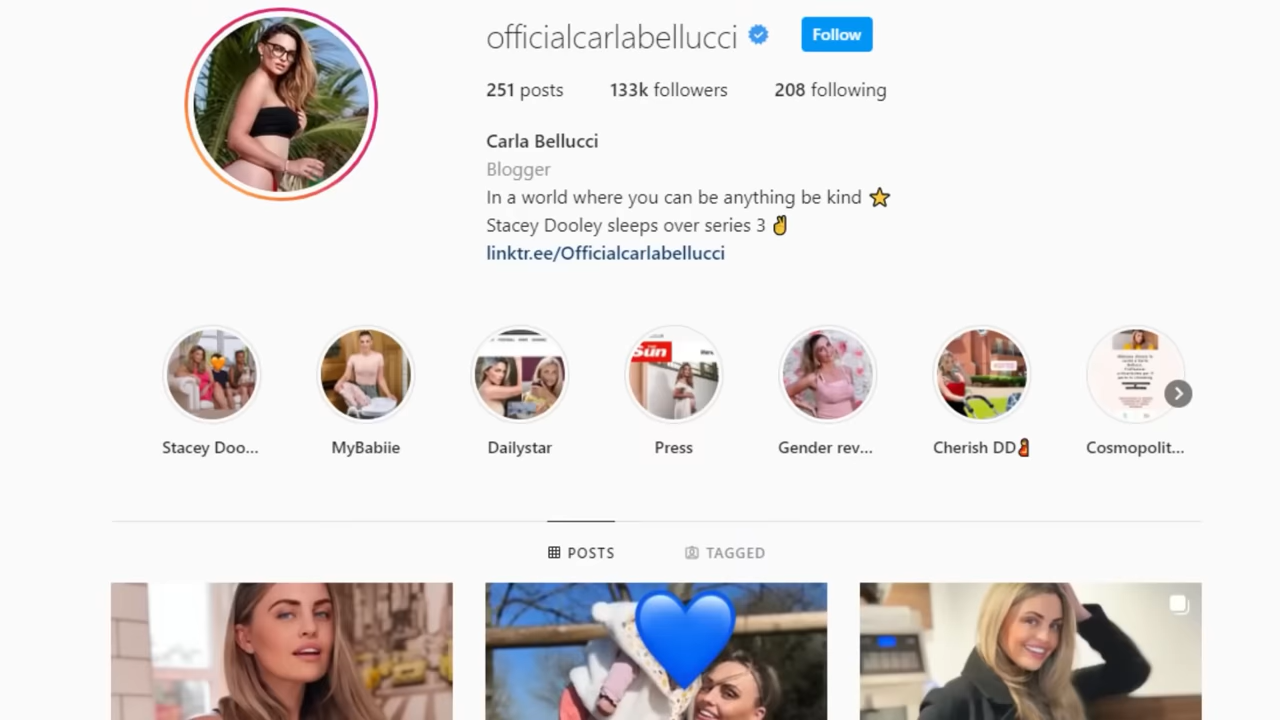 officialcarlabellucci
Follow
251 posts 133k followers 208 following
Carla Bellucci
Blogger
In a world where you can be anything be kind ⭐
Stacey Dooley sleeps over series 3 ✌
linktr.ee/Officialcarlabellucci
Sun
Stacey Doo... MyBabiie Dailystar Press Gender rev... Cherish DD🤰 Cosmopolit...
POSTS TAGGED